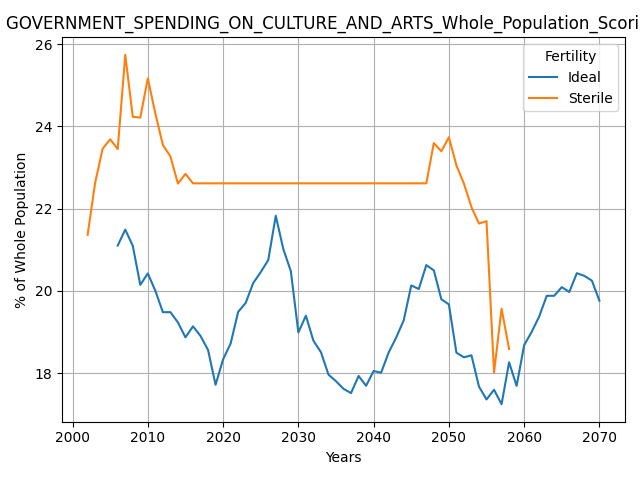 GOVERNMENT_SPENDING_ON_CULTURE_AND_ARTS_Whole_Population_Scori
Fertility
Ideal
Sterile
26
24
22
20
18
% of Whole Population
2000 2010 2020 2030 2040 2050 2060 2070
Years